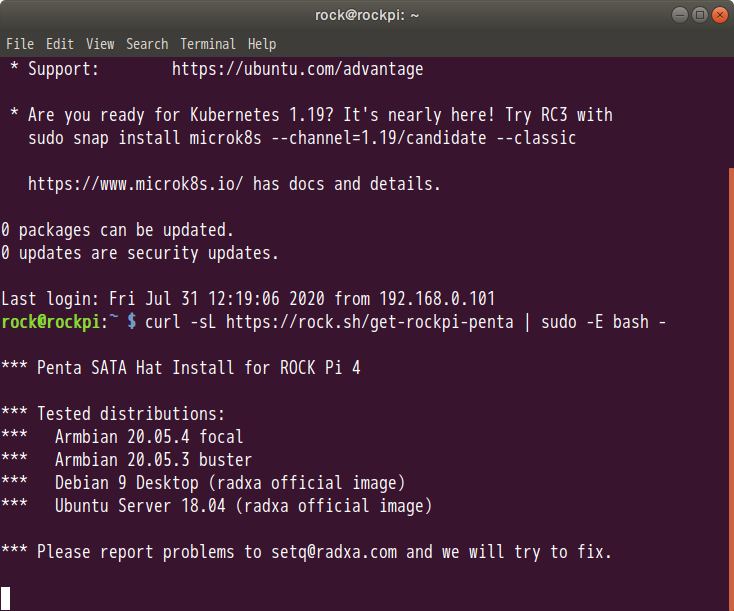 rock@rockpi: ~
File Edit View Search Terminal Help
* Support: https://ubuntu.com/advantage
* Are you ready for Kubernetes 1.19? It's nearly here! Try RC3 with
sudo snap install microk8s --channel=1.19/candidate --classic
https://www.microk8s.io/ has docs and details.
0 packages can be updated.
0 updates are security updates.
Last login: Fri Jul 31 12:19:06 2020 from 192.168.0.101
rock@rockpi:~ $ curl -sL https://rock.sh/get-rockpi-penta | sudo -E bash -
*** Penta SATA Hat Install for ROCK Pi 4
*** Tested distributions:
*** Armbian 20.05.4 focal
*** Armbian 20.05.3 buster
*** Debian 9 Desktop (radxa official image)
*** Ubuntu Server 18.04 (radxa official image)
*** Please report problems to setq@radxa.com and we will try to fix.